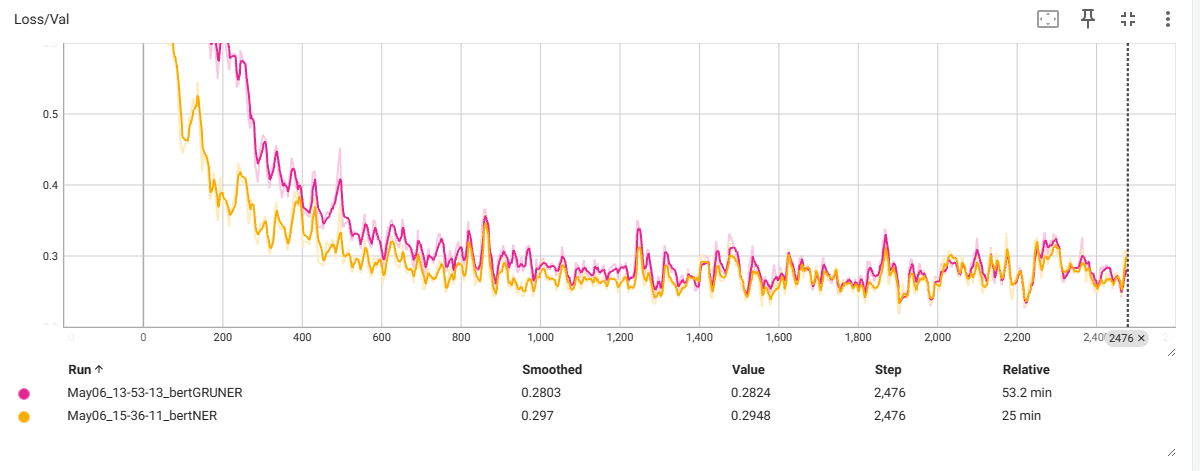 Loss/Val
0.5
0.4
0.3
0 200 400 600 800 1,000 1,200 1,400 1,600 1,800 2,000 2,200 2,40 2476 ✕
Run ↑ Smoothed Value Step Relative
May06_13-53-13_bertGRUNER 0.2803 0.2824 2,476 53.2 min
May06_15-36-11_bertNER 0.297 0.2948 2,476 25 min